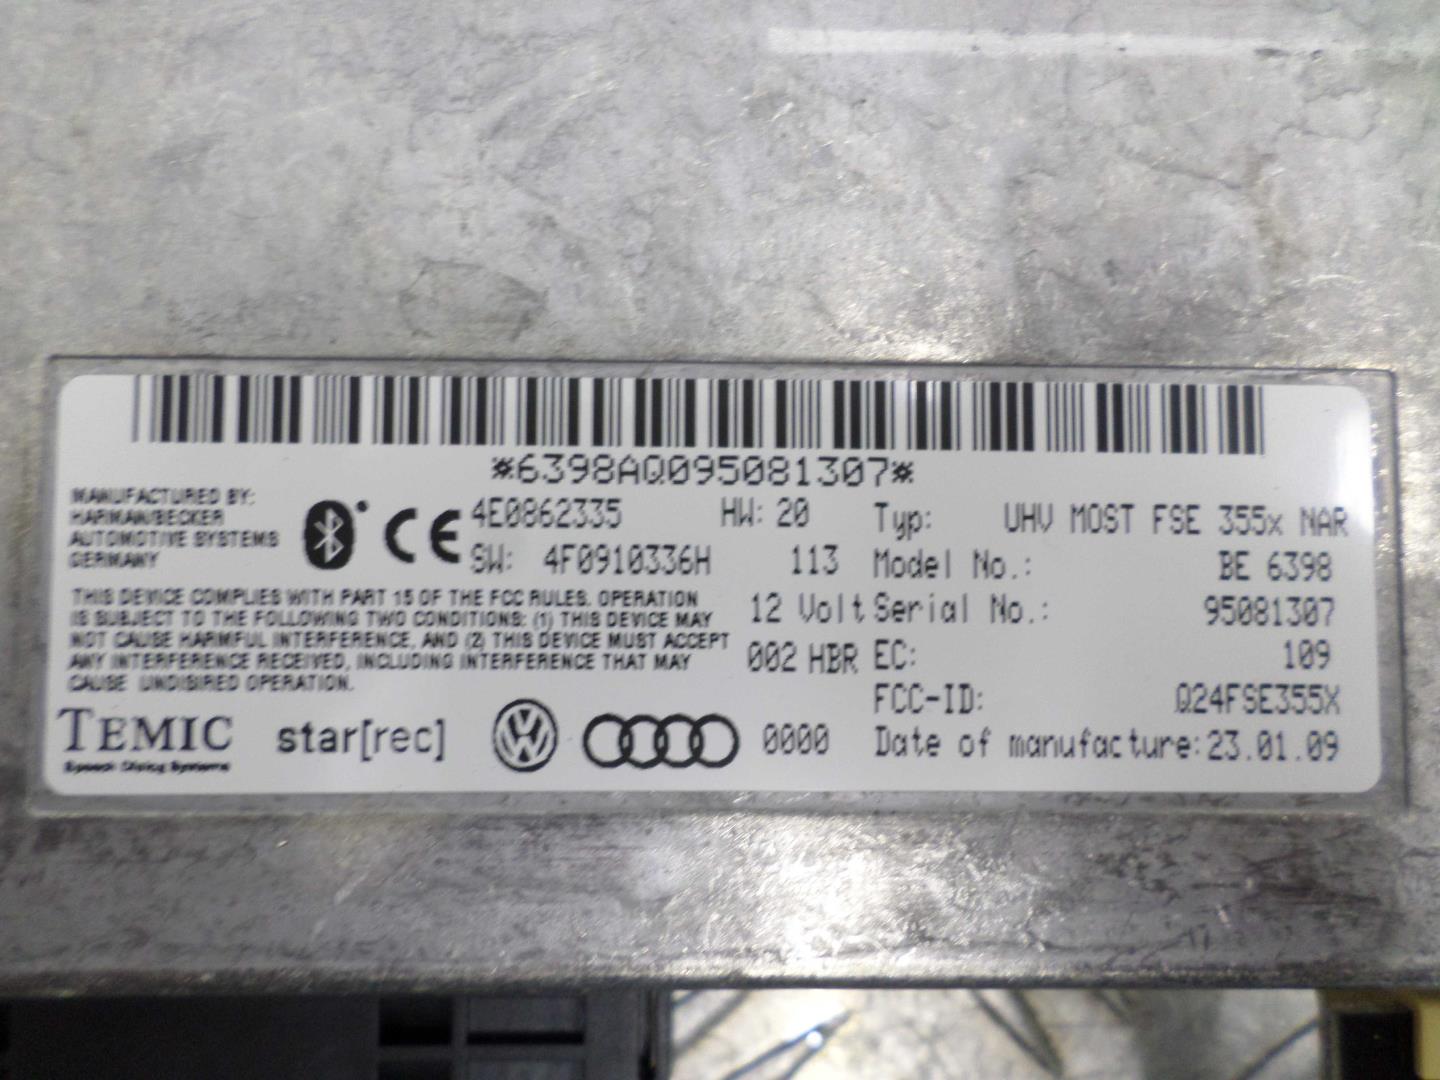 *6398AQ095081307*
MANUFACTURED BY:
HARMAN/BECKER
AUTOMOTIVE SYSTEMS
GERMANY
CE
4E0862335 HW: 20
SW: 4F0910336H 113
12 Volt
002 HBR
Typ: UHV MOST FSE 355x NAR
Model No.: BE 6398
Serial No.: 95081307
EC: 109
FCC-ID: Q24FSE355X
Date of manufacture: 23.01.09
THIS DEVICE COMPLIES WITH PART 15 OF THE FCC RULES. OPERATION
IS SUBJECT TO THE FOLLOWING TWO CONDITIONS: (1) THIS DEVICE MAY
NOT CAUSE HARMFUL INTERFERENCE, AND (2) THIS DEVICE MUST ACCEPT
ANY INTERFERENCE RECEIVED, INCLUDING INTERFERENCE THAT MAY
CAUSE UNDISIRED OPERATION.
TEMIC
Speech Dialog Systems
star[rec]
0000